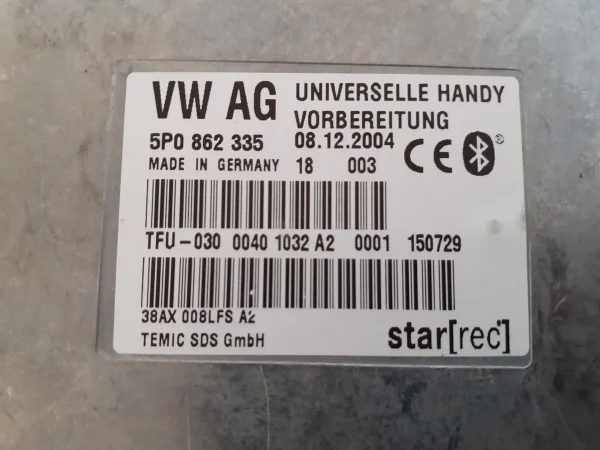 VW AG UNIVERSELLE HANDY
VORBEREITUNG
5P0 862 335 08.12.2004
MADE IN GERMANY 18 003 CE
TFU-030 0040 1032 A2 0001 150729
38AX 008LFS A2
TEMIC SDS GmbH star[rec]